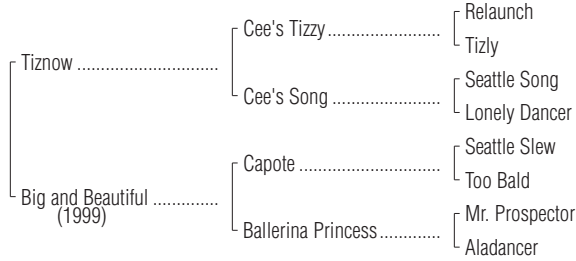 Relaunch
Cee's Tizzy ........................
Tizly
Tiznow ..............................
Seattle Song
Cee's Song .......................
Lonely Dancer
Seattle Slew
Capote ..............................
Too Bald
Big and Beautiful ..............
(1999)
Mr. Prospector
Ballerina Princess .............
Aladancer